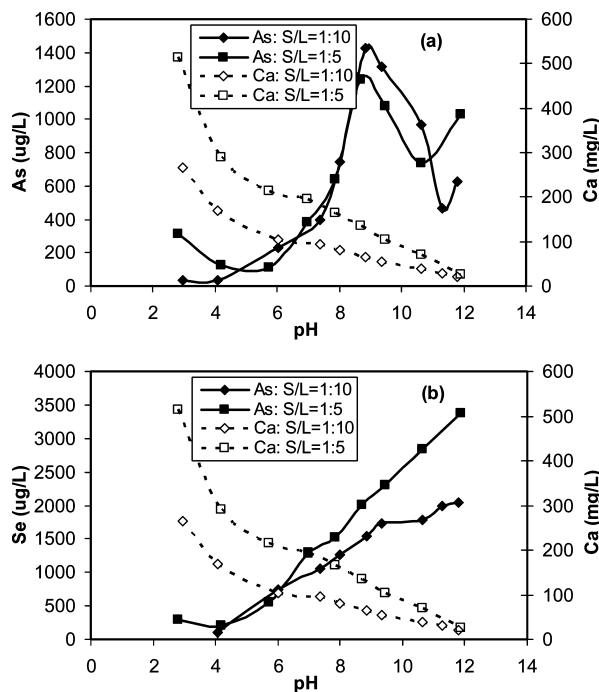 (a)
As: S/L=1:10
As: S/L=1:5
Ca: S/L=1:10
Ca: S/L=1:5
As (ug/L)
1600
1400
1200
1000
800
600
400
200
0
Ca (mg/L)
600
500
400
300
200
100
0
0 2 4 6 8 10 12 14
pH
(b)
As: S/L=1:10
As: S/L=1:5
Ca: S/L=1:10
Ca: S/L=1:5
Se (ug/L)
4000
3500
3000
2500
2000
1500
1000
500
0
Ca (mg/L)
600
500
400
300
200
100
0
0 2 4 6 8 10 12 14
pH